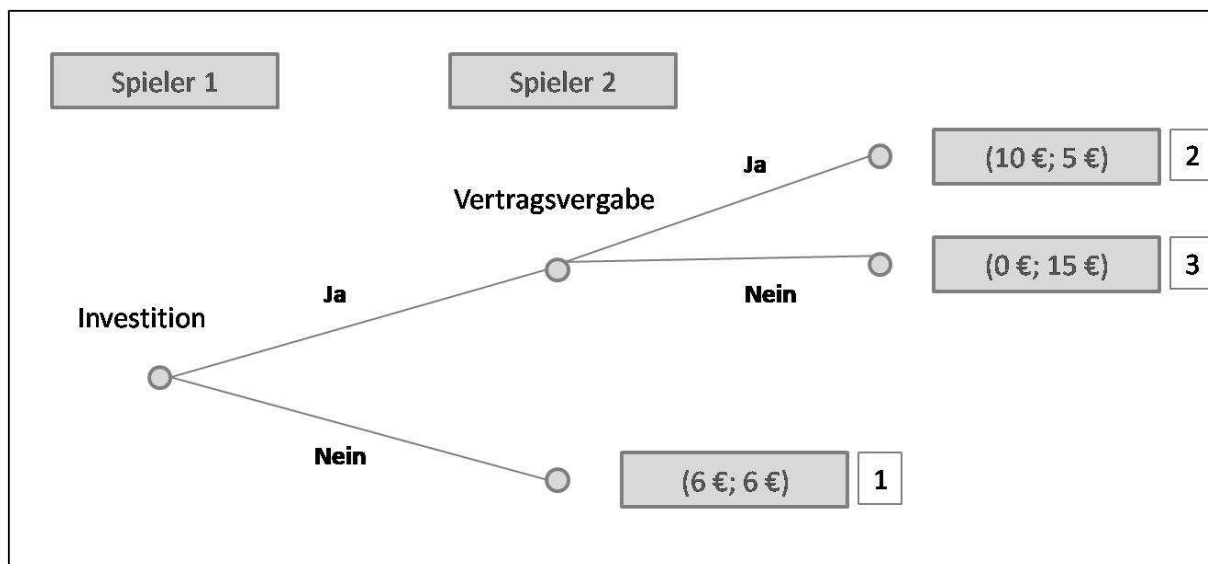 Spieler 1
Spieler 2
Ja
(10 €; 5 €)
2
Vertragsvergabe
(0 €; 15 €)
3
Ja
Nein
Investition
Nein
(6 €; 6 €)
1